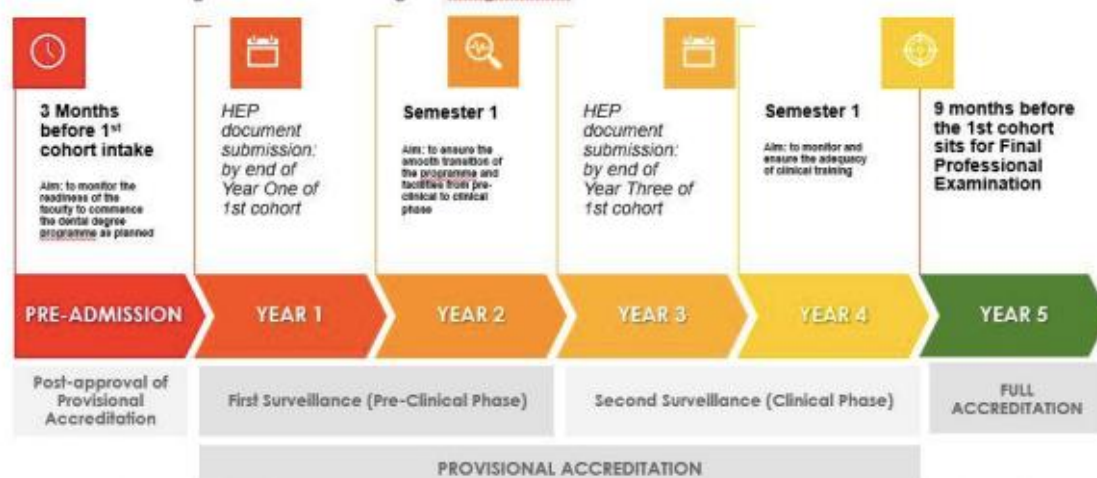 3 Months
before 1st
cohort intake
Aim: to monitor the
readiness of the
faculty to commence
the dental degree
programme as planned
HEP
document
submission:
by end of
Year One of
1st cohort
Semester 1
Aim: to ensure the
smooth transition of
the programme and
facilities from pre-
clinical to clinical
phase
HEP
document
submission:
by end of
Year Three of
1st cohort
Semester 1
Aim: to monitor and
ensure the adequacy
of clinical training
9 months before
the 1st cohort
sits for Final
Professional
Examination
PRE-ADMISSION
YEAR 1
YEAR 2
YEAR 3
YEAR 4
YEAR 5
Post-approval of
Provisional
Accreditation
First Surveillance (Pre-Clinical Phase)
Second Surveillance (Clinical Phase)
FULL
ACCREDITATION
PROVISIONAL ACCREDITATION